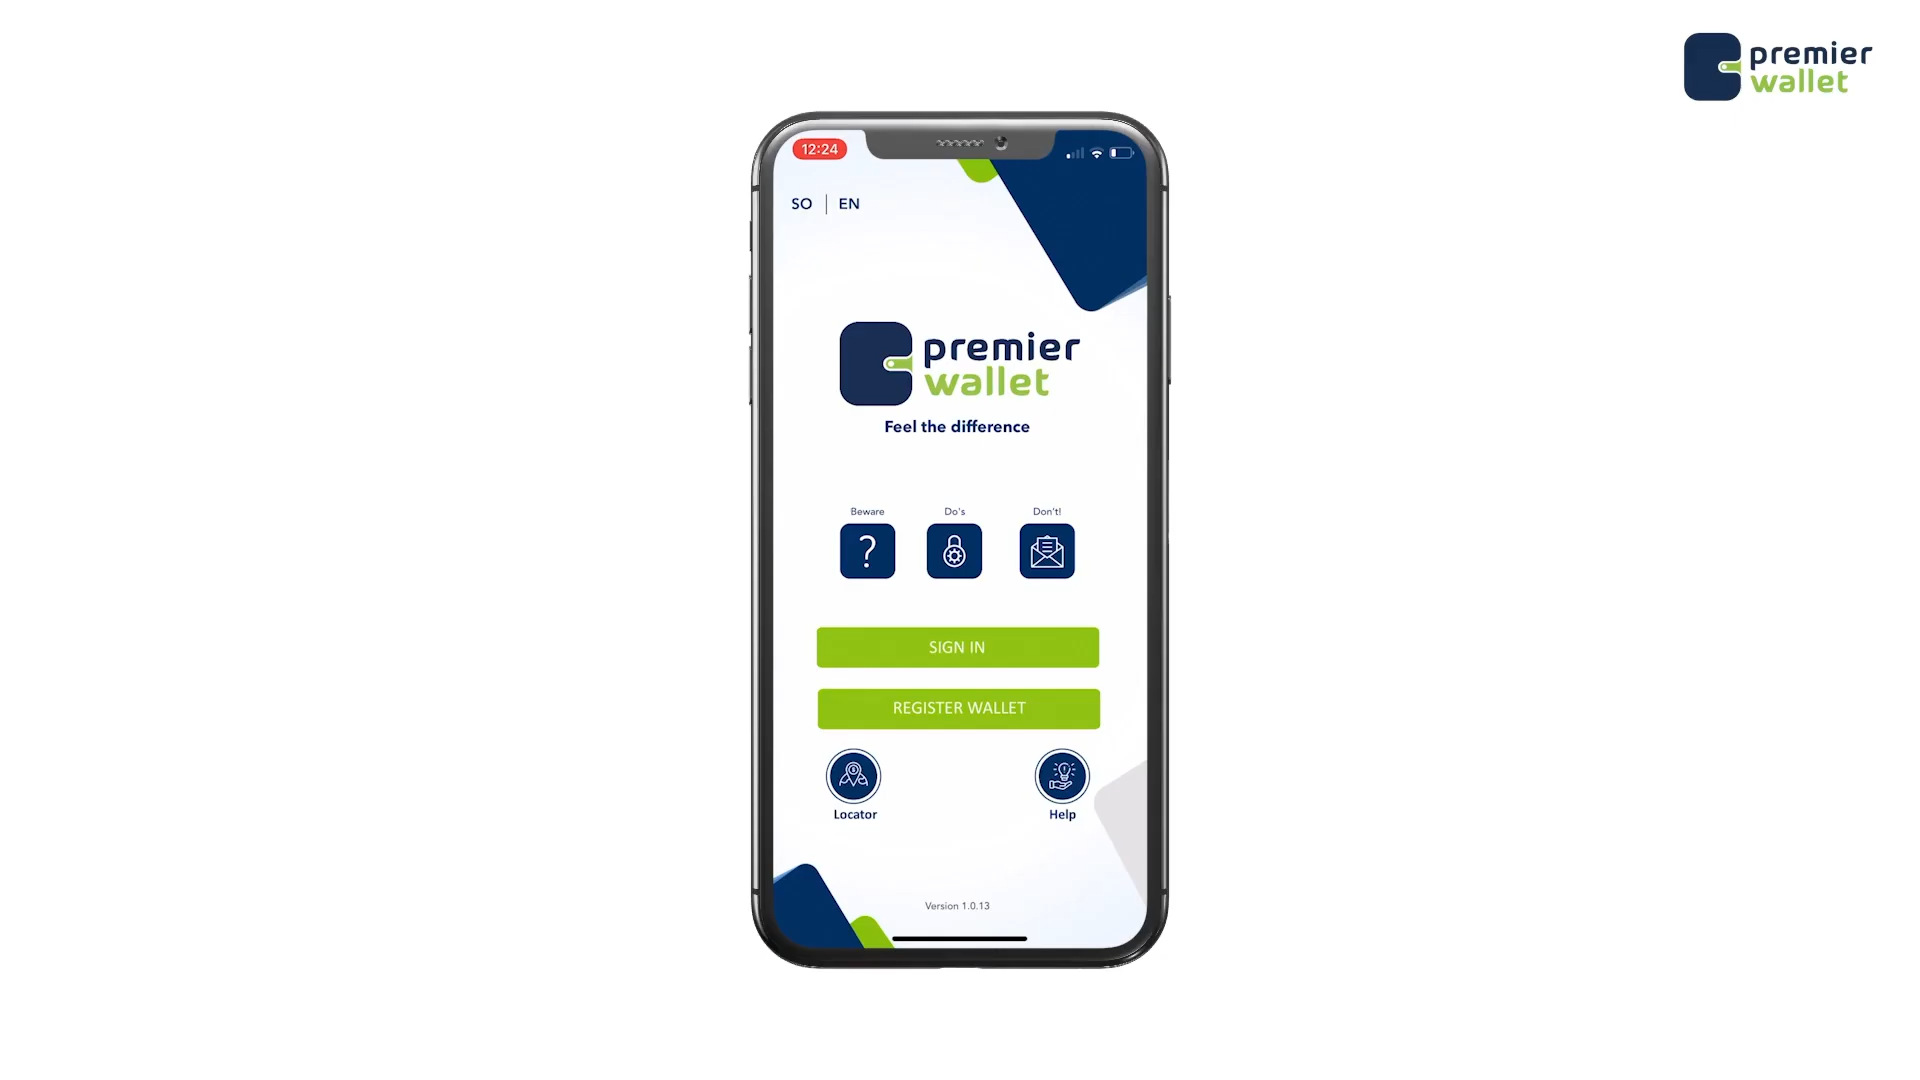 premier
wallet
12:24
SO | EN
premier
wallet
Feel the difference
Beware
Do's
Don't!
?
SIGN IN
REGISTER WALLET
Locator
Help
Version 1.0.13